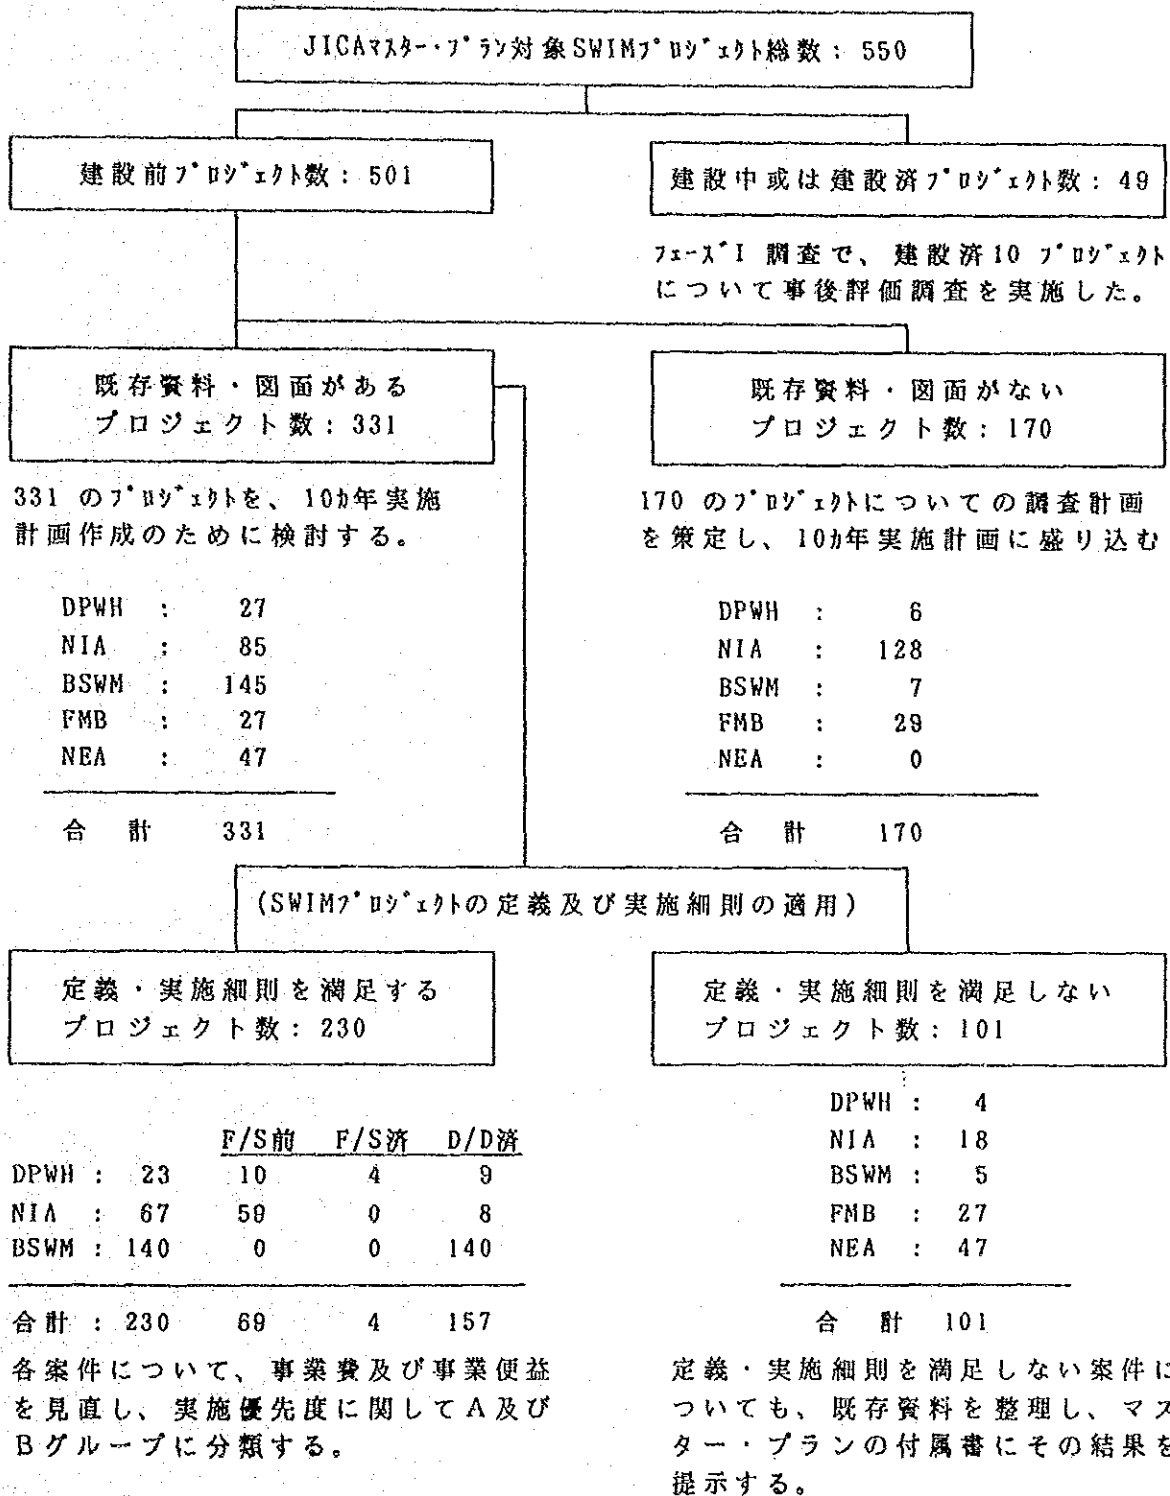 JICAﾏｽﾀｰ・ﾌﾟﾗﾝ対象SWIMﾌﾟﾛｼﾞｪｸﾄ総数 : 550
建設前ﾌﾟﾛｼﾞｪｸﾄ数 : 501
建設中或は建設済ﾌﾟﾛｼﾞｪｸﾄ数 : 49
ﾌｪｰｽﾞI 調査で、建設済10 ﾌﾟﾛｼﾞｪｸﾄ
について事後評価調査を実施した。
既存資料・図面がある
プロジェクト数 : 331
既存資料・図面がない
プロジェクト数 : 170
331 のﾌﾟﾛｼﾞｪｸﾄを、10ｶ年実施
計画作成のために検討する。
170 のﾌﾟﾛｼﾞｪｸﾄについての調査計画
を策定し、10ｶ年実施計画に盛り込む
DPWH : 27
NIA : 85
BSWM : 145
FMB : 27
NEA : 47
合 計 331
DPWH : 6
NIA : 128
BSWM : 7
FMB : 29
NEA : 0
合 計 170
(SWIMﾌﾟﾛｼﾞｪｸﾄの定義及び実施細則の適用)
定義・実施細則を満足する
プロジェクト数 : 230
定義・実施細則を満足しない
プロジェクト数 : 101
F/S前 F/S済 D/D済
DPWH : 23 10 4 9
NIA : 67 59 0 8
BSWM : 140 0 0 140
合計 : 230 69 4 157
各案件について、事業費及び事業便益
を見直し、実施優先度に関してA及び
Bグループに分類する。
DPWH : 4
NIA : 18
BSWM : 5
FMB : 27
NEA : 47
合 計 101
定義・実施細則を満足しない案件に
ついても、既存資料を整理し、マス
ター・プランの付属書にその結果を
提示する。